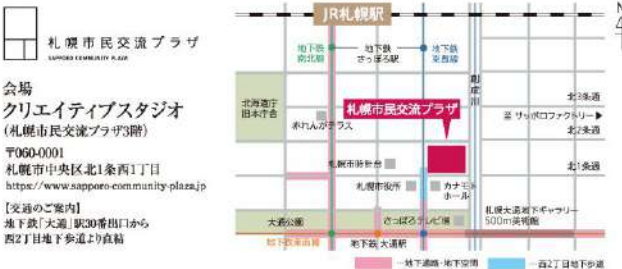 札幌市民交流プラザ
SAPPORO COMMUNITY PLAZA
会場
クリエイティブスタジオ
(札幌市民交流プラザ3階)
〒060-0001
札幌市中央区北1条西1丁目
https://www.sapporo-community-plaza.jp
【交通のご案内】
地下鉄「大通」駅30番出口から
西2丁目地下歩道より直結
JR札幌駅
N
地下鉄
南北線
地下鉄
さっぽろ駅
地下鉄
東豊線
創成川
北海道庁
旧本庁舎
赤れんがテラス
札幌市民交流プラザ
北3条通
至 サッポロファクトリー▶
北2条通
札幌市時計台
北1条通
札幌市役所
カナモト
ホール
大通公園
さっぽろテレビ塔
札幌大通地下ギャラリー
500m美術館
地下鉄東西線
地下鉄 大通駅
…地下通路・地下空間
…西2丁目地下歩道